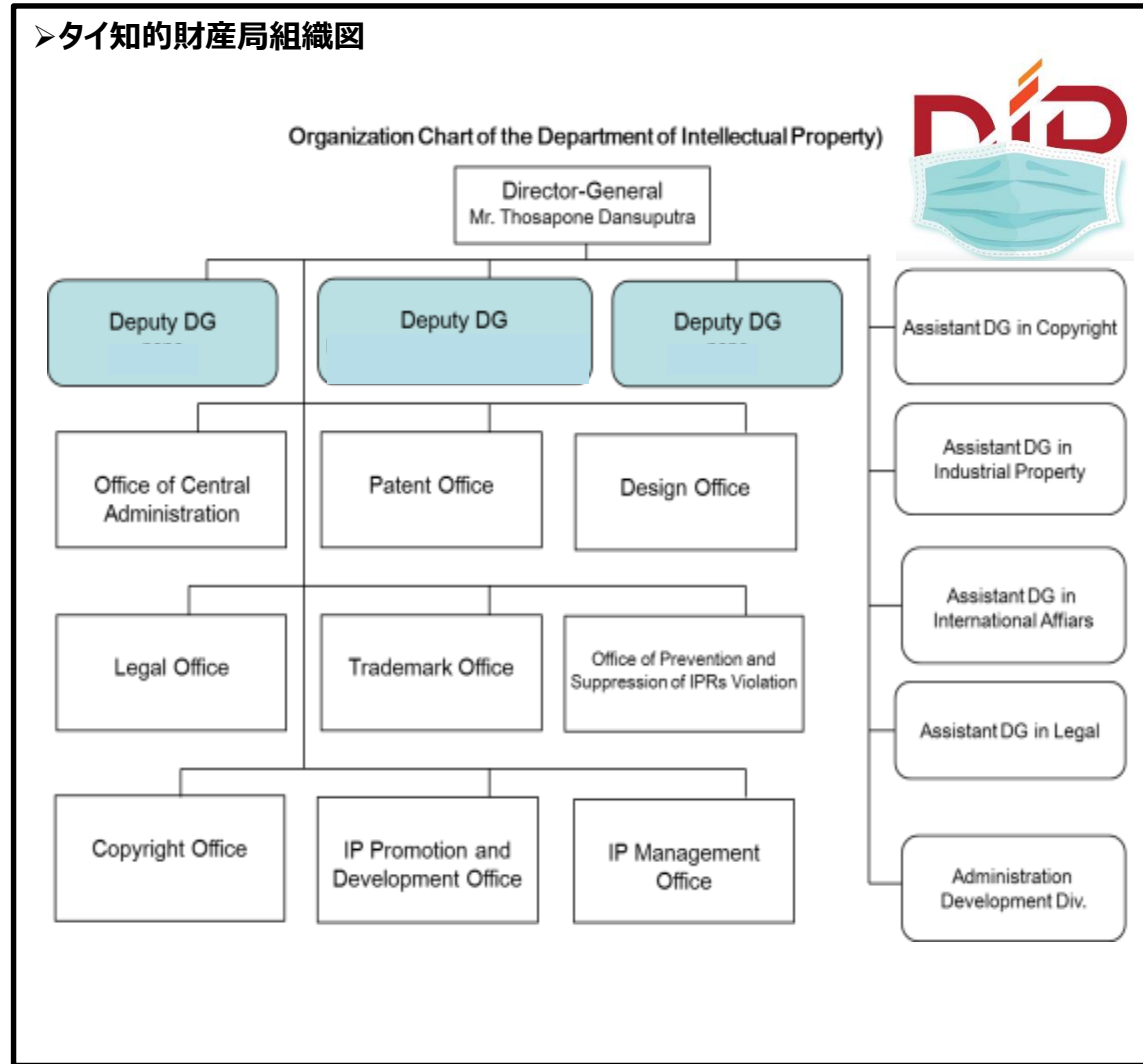 ➢タイ知的財産局組織図
DiP
Organization Chart of the Department of Intellectual Property)
Director-General
Mr. Thosapone Dansuputra
Deputy DG
Deputy DG
Deputy DG
Assistant DG in Copyright
Office of Central
Administration
Patent Office
Design Office
Assistant DG in
Industrial Property
Legal Office
Trademark Office
Office of Prevention and
Suppression of IPRs Violation
Assistant DG in
International Affiars
Assistant DG in Legal
Copyright Office
IP Promotion and
Development Office
IP Management
Office
Administration
Development Div.